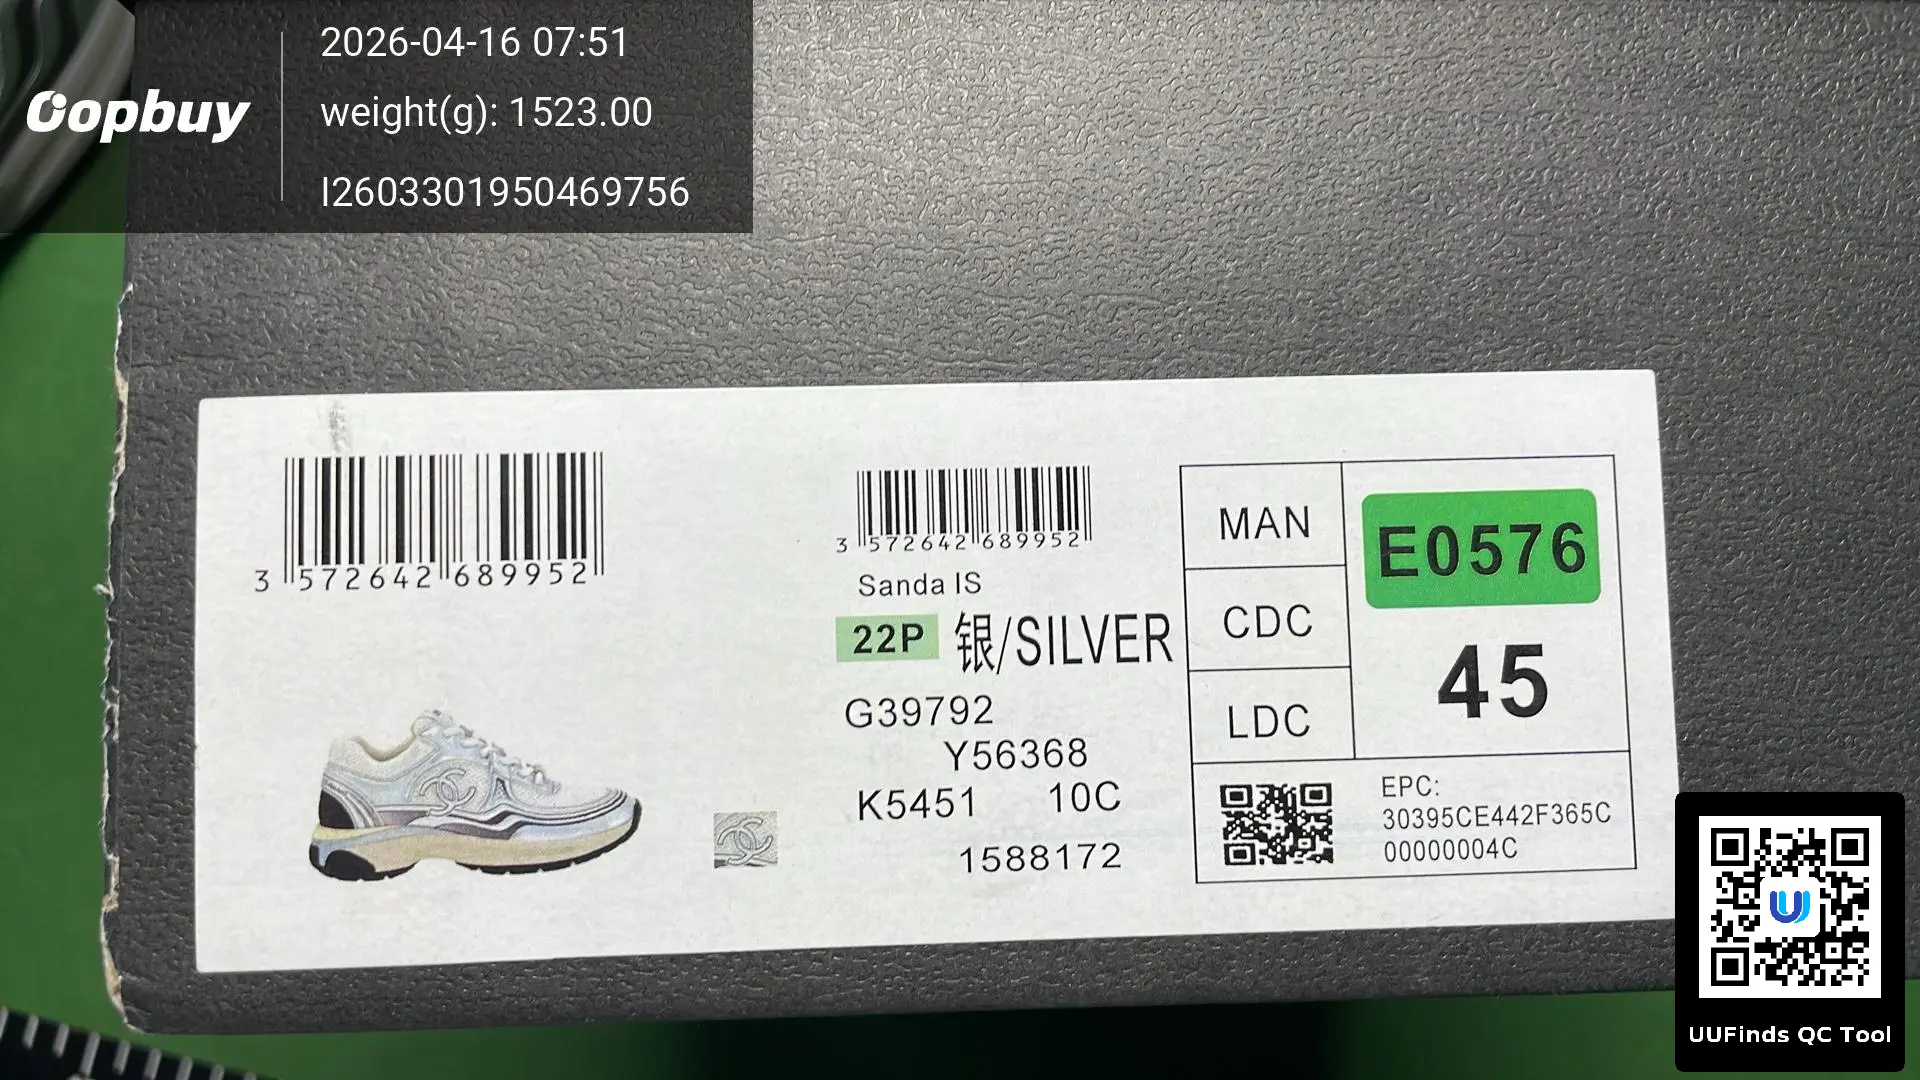 Oopbuy
2026-04-16 07:51
weight(g): 1523.00
I2603301950469756
3 572642 689952
3 572642 689952
Sanda IS
22P 银/SILVER
G39792
Y56368
K5451 10C
1588172
MAN
CDC
LDC
E0576
45
EPC:
30395CE442F365C
00000004C
UUFinds QC Tool